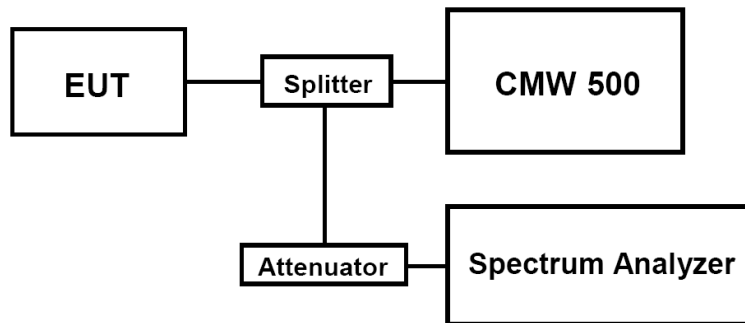 EUT
Splitter
CMW 500
Attenuator
Spectrum Analyzer